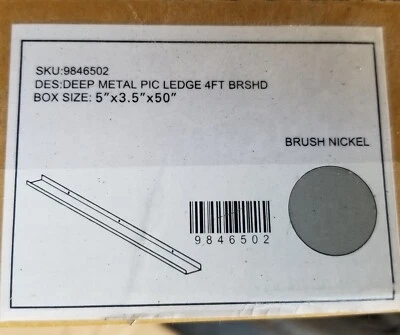 SKU:9846502
DES:DEEP METAL PIC LEDGE 4FT BRSHD
BOX SIZE: 5"x3.5"x50"
BRUSH NICKEL
9846502